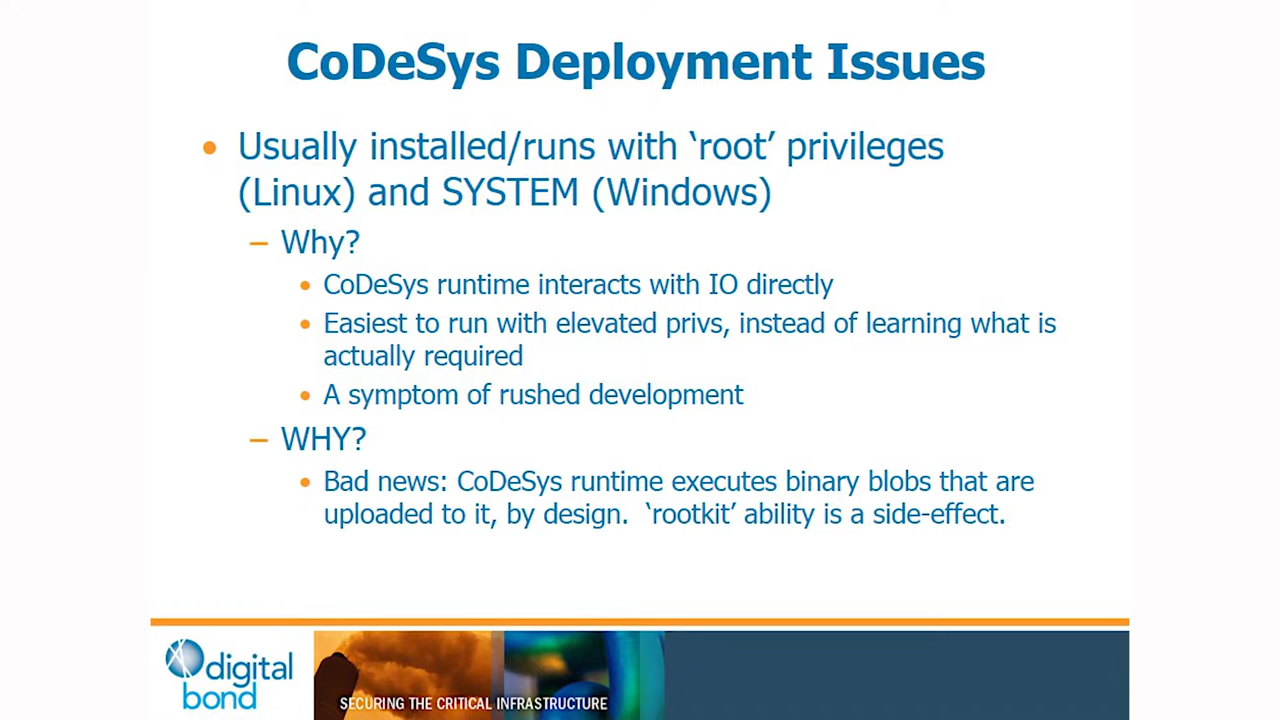 CoDeSys Deployment Issues
• Usually installed/runs with ‘root’ privileges
(Linux) and SYSTEM (Windows)
– Why?
• CoDeSys runtime interacts with IO directly
• Easiest to run with elevated privs, instead of learning what is
actually required
• A symptom of rushed development
– WHY?
• Bad news: CoDeSys runtime executes binary blobs that are
uploaded to it, by design.  ‘rootkit’ ability is a side-effect.
digital
bond
SECURING THE CRITICAL INFRASTRUCTURE